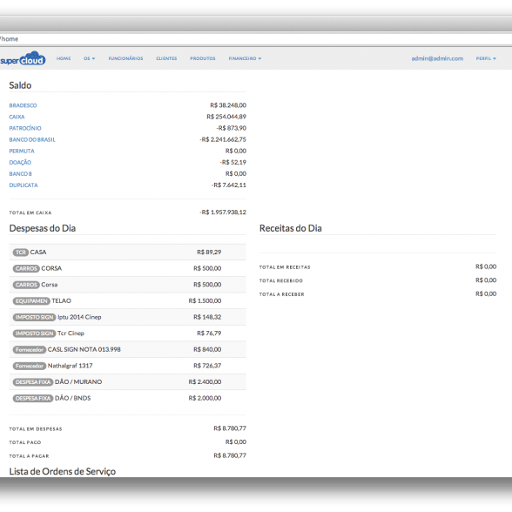 /home
supercloud HOME OS FUNCIONÁRIOS CLIENTES PRODUTOS FINANCEIRO admin@admin.com PERFIL
Saldo
BRADESCO R$ 38.248,00
CAIXA R$ 254.044,89
PATROCÍNIO -R$ 873,90
BANCO DO BRASIL -R$ 2.241.662,75
PERMUTA R$ 0,00
DOAÇÃO -R$ 52,19
BANCO B R$ 0,00
DUPLICATA -R$ 7.642,11
TOTAL EM CAIXA -R$ 1.957.938,12
Despesas do Dia
TCR CASA R$ 89,29
CARROS CORSA R$ 500,00
CARROS Corsa R$ 500,00
EQUIPAMEN TELAO R$ 1.500,00
IMPOSTO SIGN Iptu 2014 Cinep R$ 148,32
IMPOSTO SIGN Tcr Cinep R$ 76,79
Fornecedor CASL SIGN NOTA 013.998 R$ 840,00
Fornecedor Nathalgraf 1317 R$ 726,37
DESPESA FIXA DÃO / MURANO R$ 2.400,00
DESPESA FIXA DÃO / BNDS R$ 2.000,00
TOTAL EM DESPESAS R$ 8.780,77
TOTAL PAGO R$ 0,00
TOTAL A PAGAR R$ 8.780,77
Receitas do Dia
TOTAL EM RECEITAS R$ 0,00
TOTAL RECEBIDO R$ 0,00
TOTAL A RECEBER R$ 0,00
Lista de Ordens de Serviço